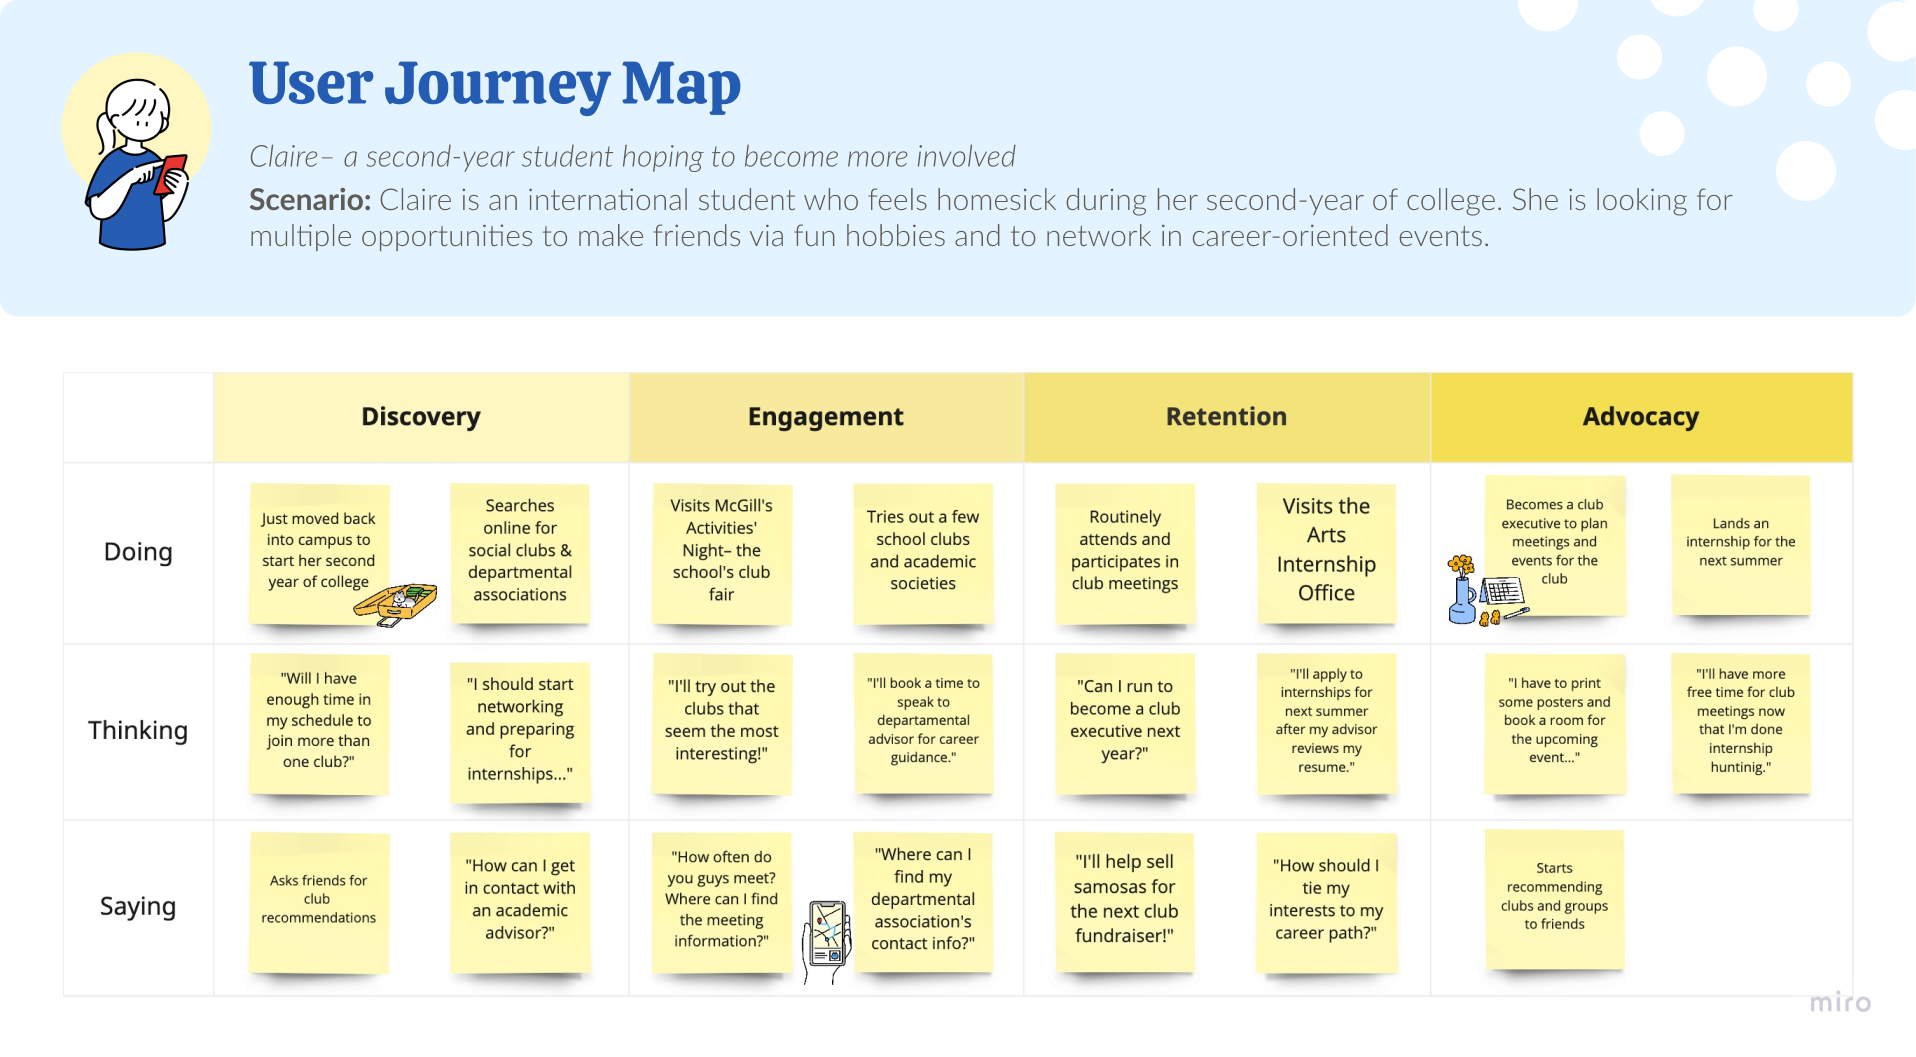 User Journey Map
Claire– a second-year student hoping to become more involved
Scenario: Claire is an international student who feels homesick during her second-year of college. She is looking for
multiple opportunities to make friends via fun hobbies and to network in career-oriented events.
Discovery
Engagement
Retention
Advocacy
Doing
Just moved back
into campus to
start her second
year of college
Searches
online for
social clubs &
departmental
associations
Visits McGill's
Activities'
Night– the
school's club
fair
Tries out a few
school clubs
and academic
societies
Routinely
attends and
participates in
club meetings
Visits the
Arts
Internship
Office
Becomes a club
executive to plan
meetings and
events for the
club
Lands an
internship for the
next summer
Thinking
"Will I have
enough time in
my schedule to
join more than
one club?"
"I should start
networking
and preparing
for
internships..."
"I'll try out the
clubs that
seem the most
interesting!"
"I'll book a time to
speak to
departamental
advisor for career
guidance."
"Can I run to
become a club
executive next
year?"
"I'll apply to
internships for
next summer
after my advisor
reviews my
resume."
"I have to print
some posters and
book a room for
the upcoming
event..."
"I'll have more
free time for club
meetings now
that I'm done
internship
huntinig."
Saying
Asks friends for
club
recommendations
"How can I get
in contact with
an academic
advisor?"
"How often do
you guys meet?
Where can I find
the meeting
information?"
"Where can I
find my
departmental
association's
contact info?"
"I'll help sell
samosas for
the next club
fundraiser!"
"How should I
tie my
interests to my
career path?"
Starts
recommending
clubs and groups
to friends
miro